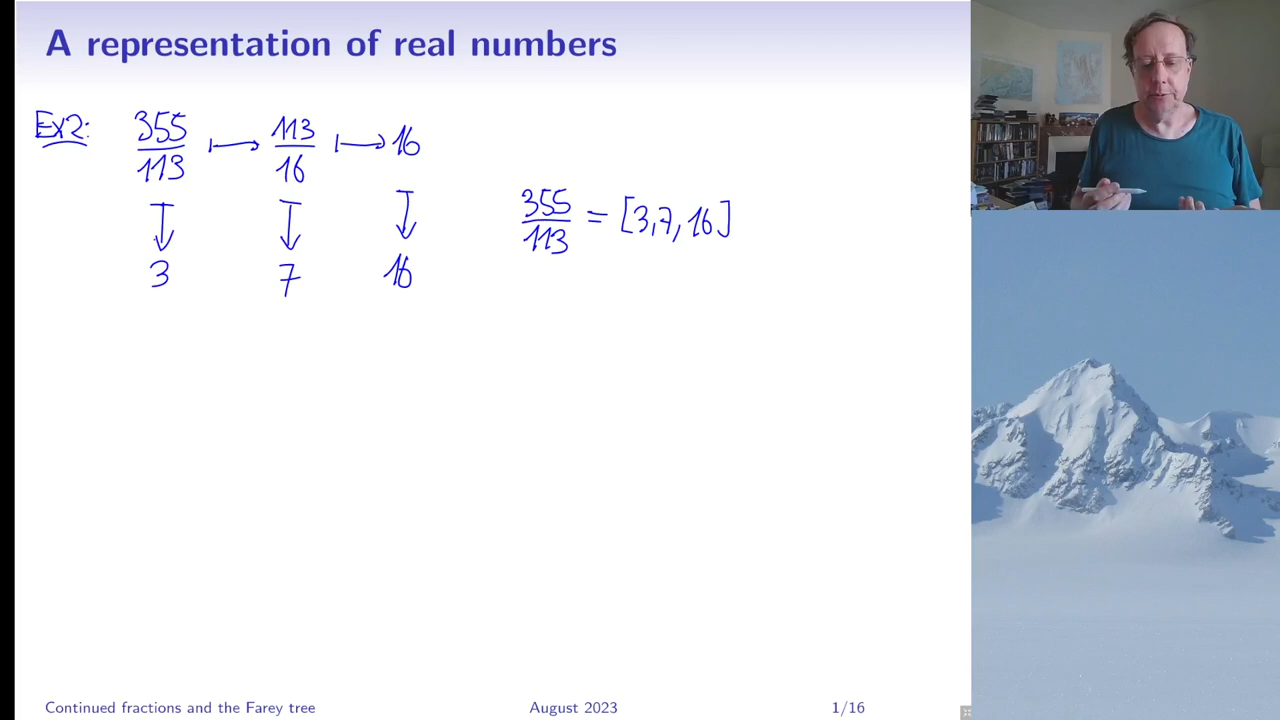 A representation of real numbers
Ex2: 355/113 ↦ 113/16 ↦ 16
↧ ↧ ↧
3 7 16
355/113 = [3,7,16]
Continued fractions and the Farey tree August 2023 1/16